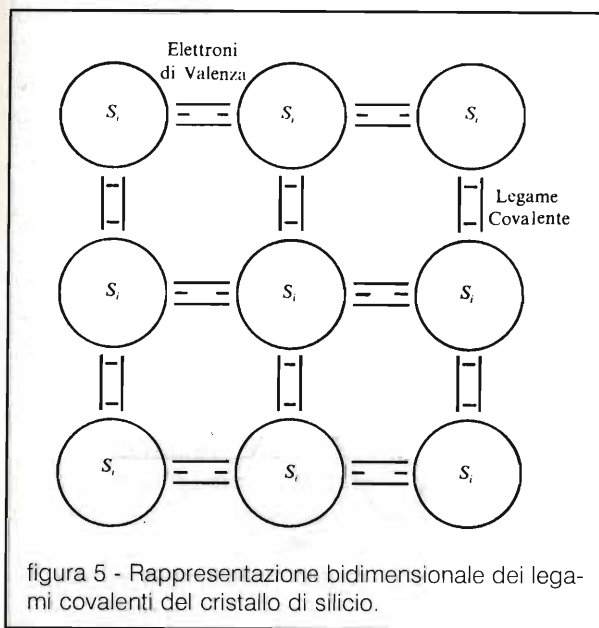 Elettroni
di Valenza
Si Si Si
Legame
Covalente
Si Si Si
Si Si Si
figura 5 - Rappresentazione bidimensionale dei lega-
mi covalenti del cristallo di silicio.